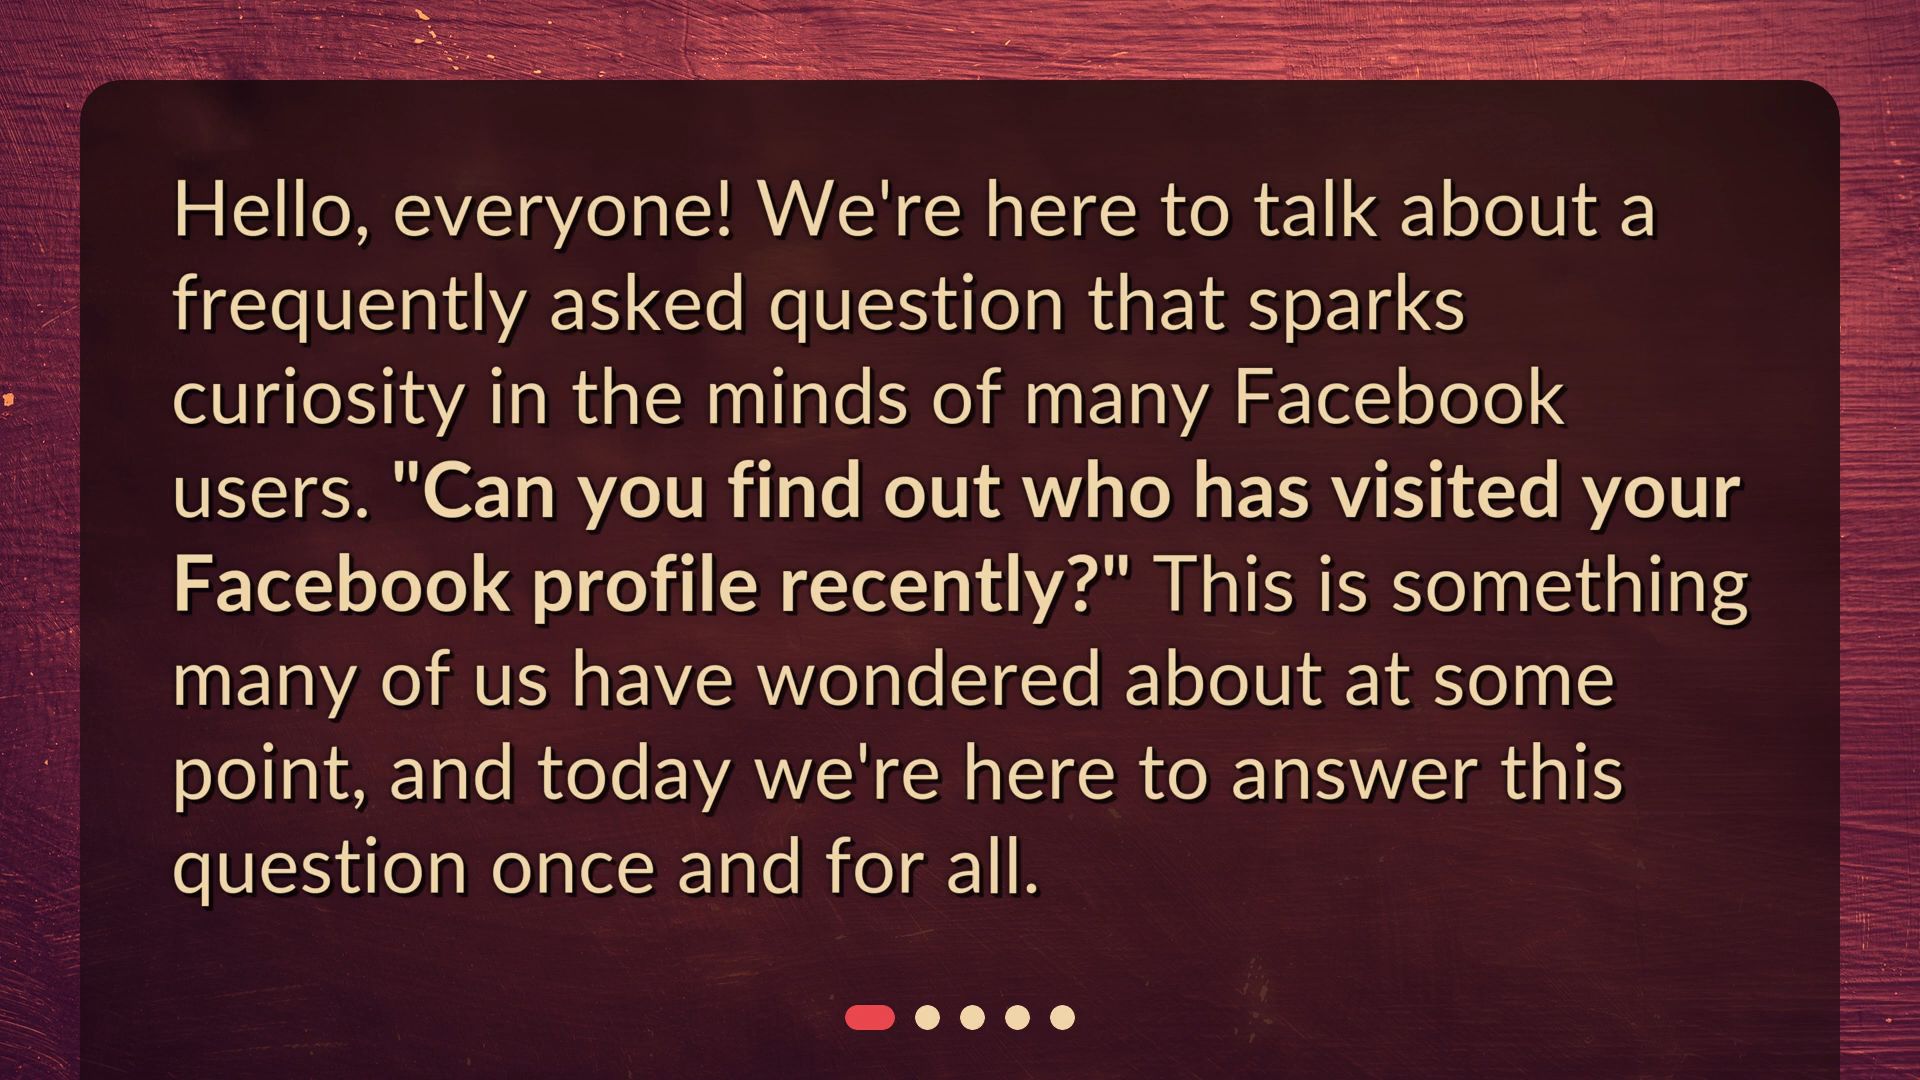 Hello, everyone! We're here to talk about a
frequently asked question that sparks
curiosity in the minds of many Facebook
users. "Can you find out who has visited your
Facebook profile recently?" This is something
many of us have wondered about at some
point, and today we're here to answer this
question once and for all.